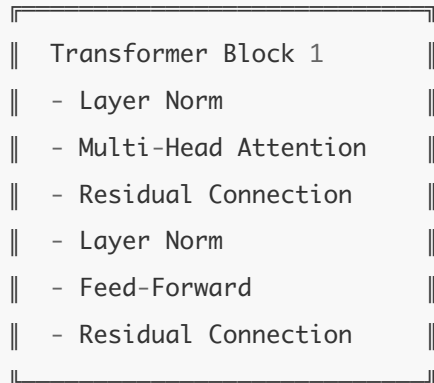 Transformer Block 1
- Layer Norm
- Multi-Head Attention
- Residual Connection
- Layer Norm
- Feed-Forward
- Residual Connection